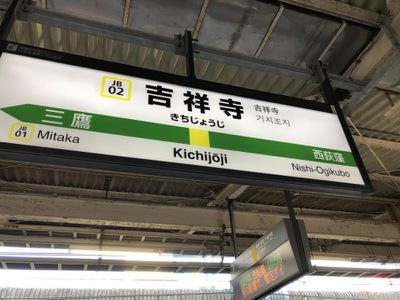 JB
02
吉祥寺
きちじょうじ
吉祥寺
기치조지
三鷹
JB
01
Mitaka
Kichijōji
西荻窪
Nishi-Ogikubo